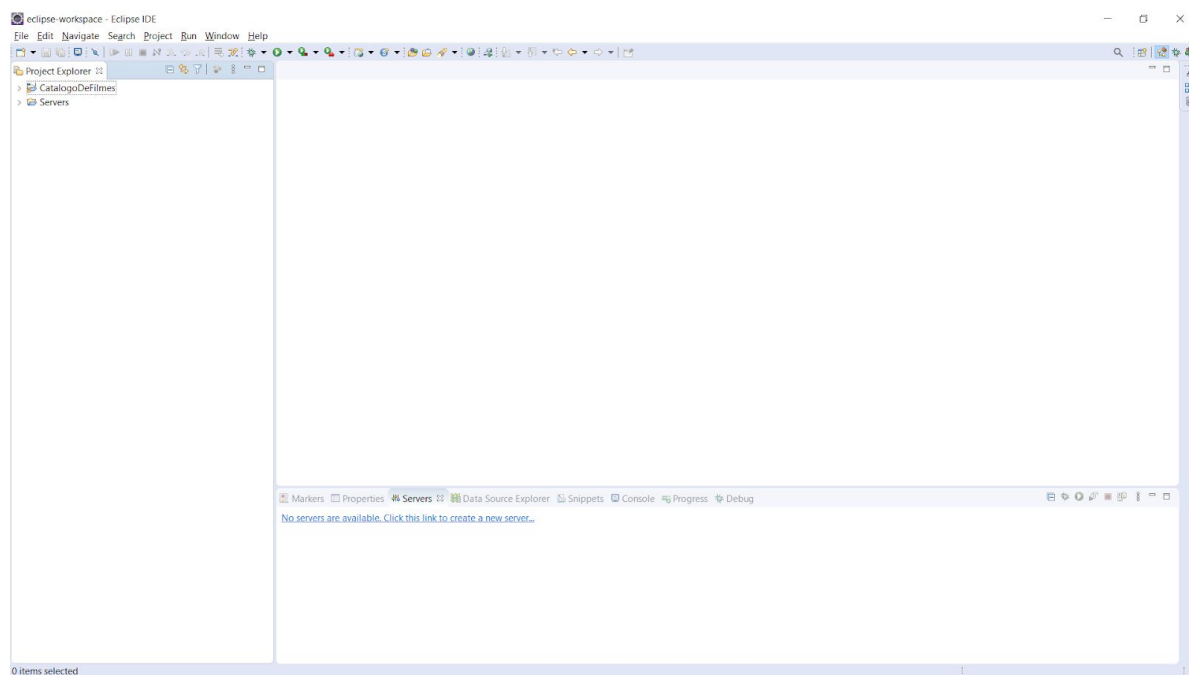 eclipse-workspace - Eclipse IDE
File Edit Navigate Search Project Run Window Help
Project Explorer
CatalogoDeFilmes
Servers
Markers Properties Servers Data Source Explorer Snippets Console Progress Debug
No servers are available. Click this link to create a new server...
0 items selected